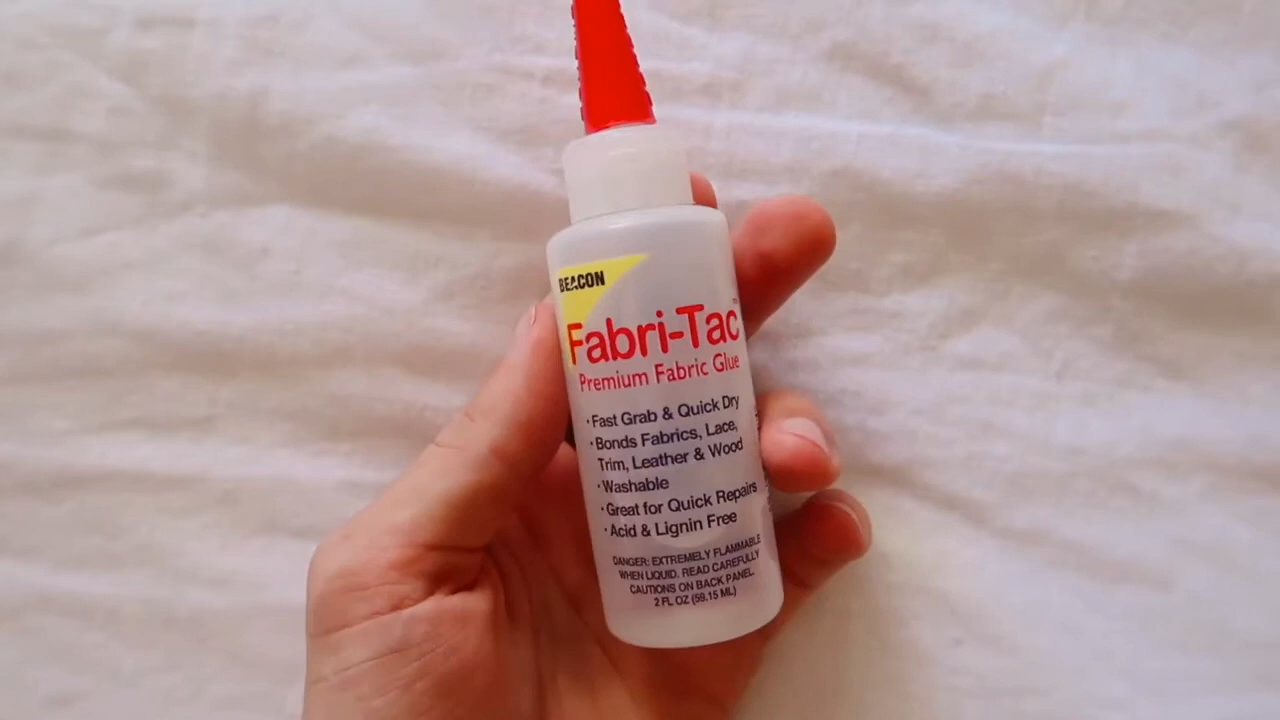 BEACON
Fabri-Tac™
Premium Fabric Glue
• Fast Grab & Quick Dry
• Bonds Fabrics, Lace,
Trim, Leather & Wood
• Washable
• Great for Quick Repairs
• Acid & Lignin Free
DANGER: EXTREMELY FLAMMABLE
WHEN LIQUID. READ CAREFULLY
CAUTIONS ON BACK PANEL.
2 FL OZ (59.15 ML)